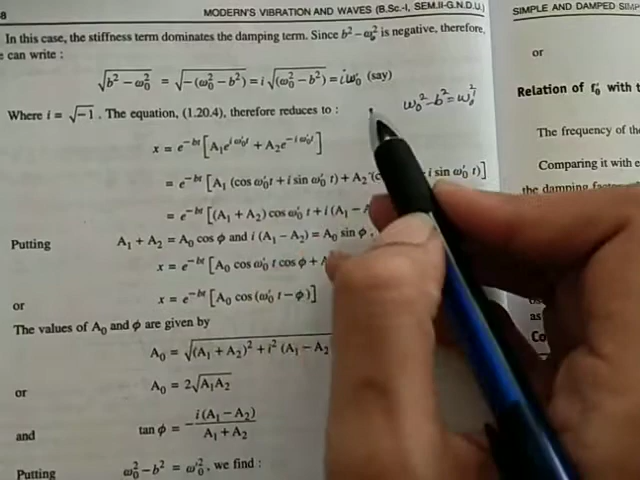 8
MODERN'S VIBRATION AND WAVES (B.Sc.-I, SEM.II-G.N.D.U.)
In this case, the stiffness term dominates the damping term. Since b² – ω₀² is negative, therefore,
e can write :
√(b² – ω₀²) = √(–(ω₀² – b²)) = i √((ω₀² – b²)) = iω₀′ (say)
ω₀² – b² = ω₀′²
Where i = √–1. The equation, (1.20.4), therefore reduces to :
x = e^{–bt} [A₁e^{iω₀′t} + A₂e^{–iω₀′t}]
= e^{–bt} [A₁ (cos ω₀′t + i sin ω₀′ t) + A₂ (c i sin ω₀′ t)]
= e^{–bt} [(A₁ + A₂) cos ω₀′t + i (A₁ –
Putting A₁ + A₂ = A₀ cos φ and i (A₁ – A₂) = A₀ sin φ,
x = e^{–bt} [A₀ cos ω₀′ t cos φ +
or x = e^{–bt} [A₀ cos (ω₀′ t – φ)]
The values of A₀ and φ are given by
A₀ = √((A₁ + A₂)² + i² (A₁ – A₂
or A₀ = 2√(A₁A₂)
and tan φ = – i (A₁ – A₂) / A₁ + A₂
Putting ω₀² – b² = ω₀′², we find :
SIMPLE AND DAMPED SIMP
or
Relation of f₀′ with
The frequency of
Comparing it with e
the damping factor
as
Co